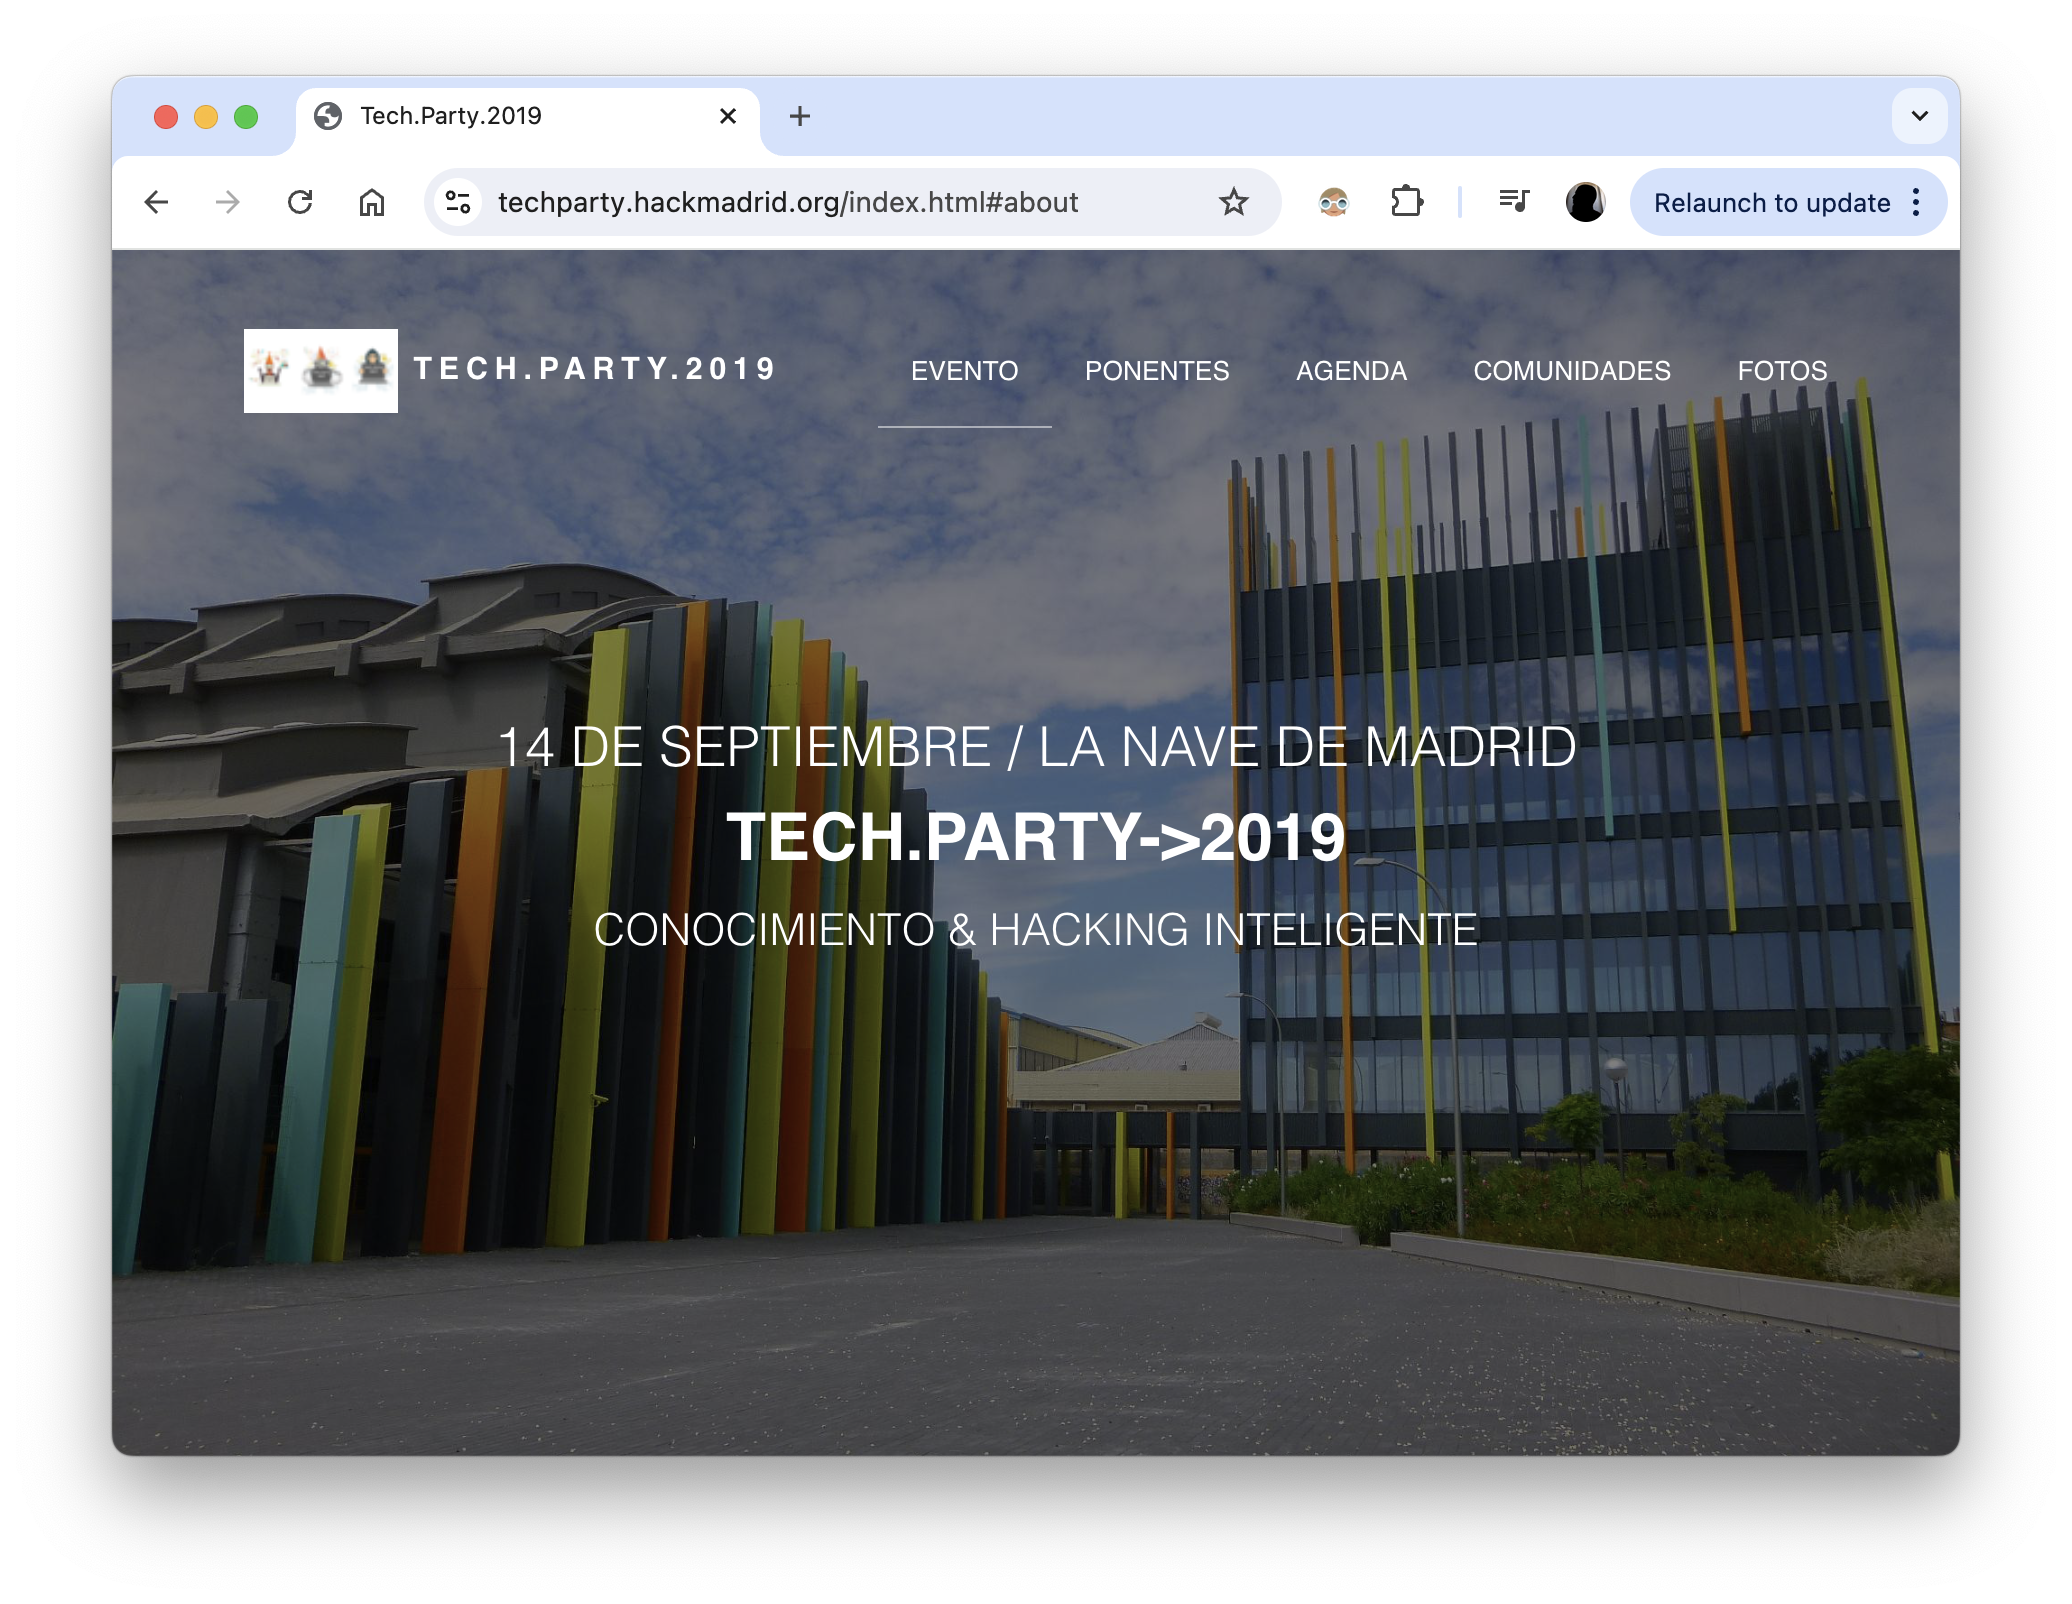 Tech.Party.2019
techparty.hackmadrid.org/index.html#about
Relaunch to update
TECH.PARTY.2019
EVENTO
PONENTES
AGENDA
COMUNIDADES
FOTOS
14 DE SEPTIEMBRE / LA NAVE DE MADRID
TECH.PARTY->2019
CONOCIMIENTO & HACKING INTELIGENTE